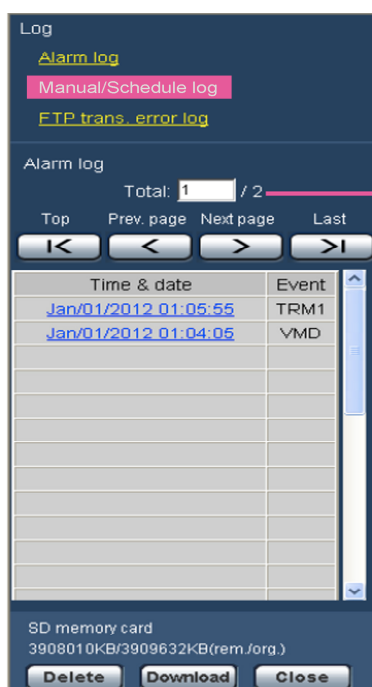 Log
Alarm log
Manual/Schedule log
FTP trans. error log
Alarm log
Total: 1 / 2
Top Prev. page Next page Last
Time & date Event
Jan/01/2012 01:05:55 TRM1
Jan/01/2012 01:04:05 VMD
SD memory card
3908010KB/3909632KB(rem./org.)
Delete Download Close